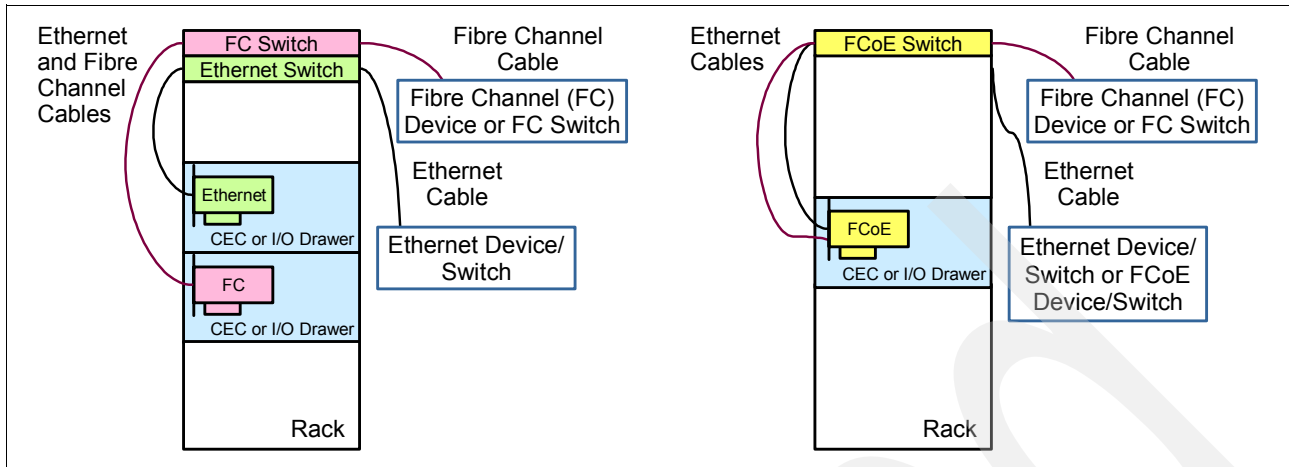 Ethernet
and Fibre
Channel
Cables
FC Switch
Ethernet Switch
Fibre Channel
Cable
Fibre Channel (FC)
Device or FC Switch
Ethernet
Cable
Ethernet Device/
Switch
Ethernet
CEC or I/O Drawer
FC
CEC or I/O Drawer
Rack
Ethernet
Cables
FCoE Switch
Fibre Channel
Cable
Fibre Channel (FC)
Device or FC Switch
Ethernet
Cable
Ethernet Device/
Switch or FCoE
Device/Switch
FCoE
CEC or I/O Drawer
Rack